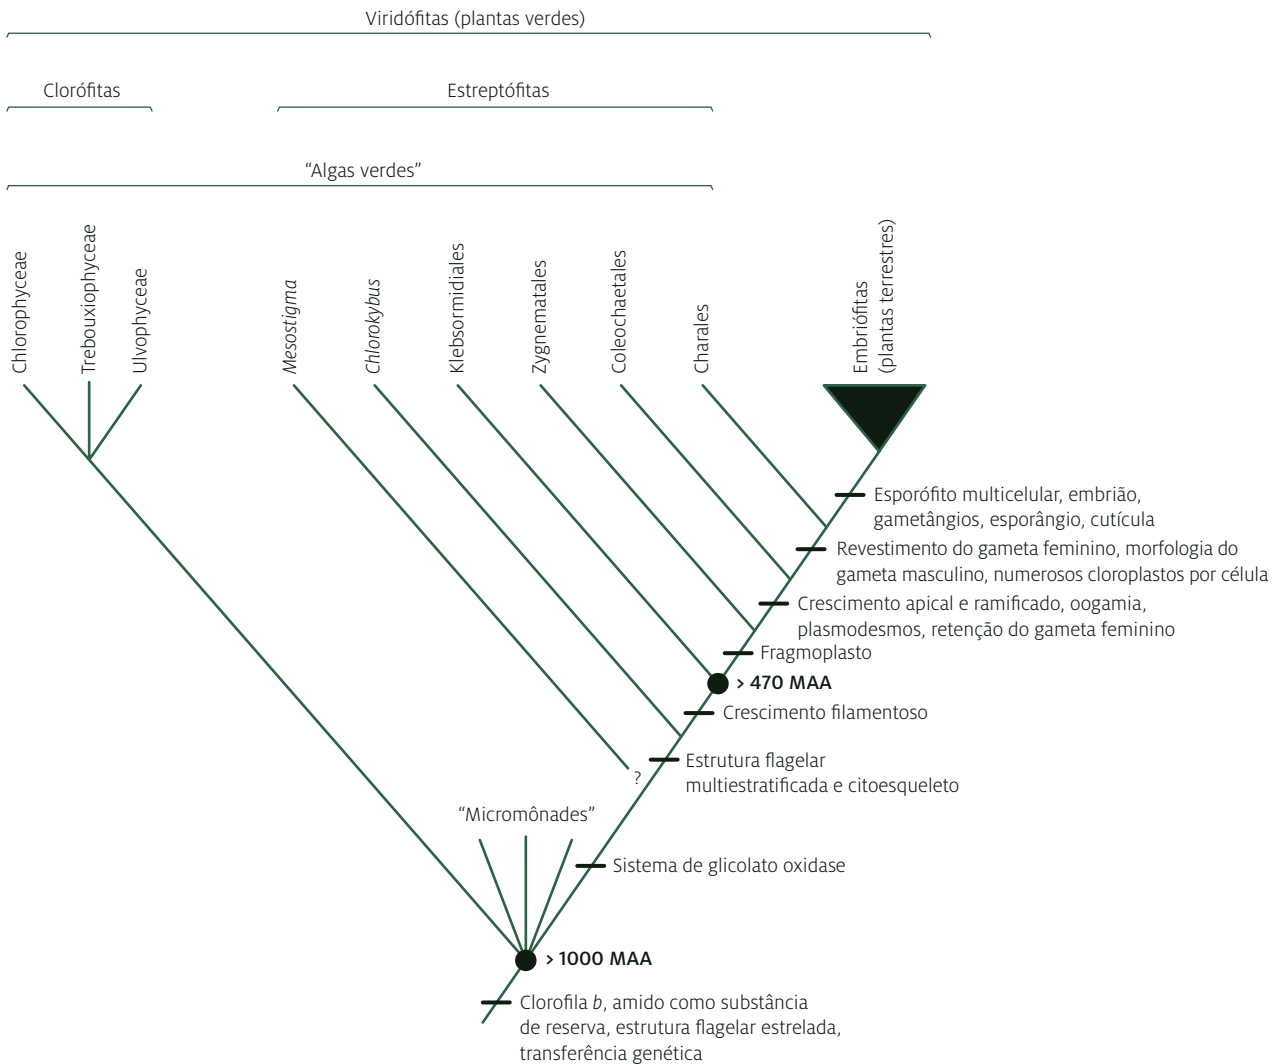 Viridófitas (plantas verdes)
Clorófitas
Estreptófitas
“Algas verdes”
Chlorophyceae
Trebouxiophyceae
Ulvophyceae
Mesostigma
Chlorokybus
Klebsormidiales
Zygnematales
Coleochaetales
Charales
Embriófitas
(plantas terrestres)
Esporófito multicelular, embrião,
gametângios, esporângio, cutícula
Revestimento do gameta feminino, morfologia do
gameta masculino, numerosos cloroplastos por célula
Crescimento apical e ramificado, oogamia,
plasmodesmos, retenção do gameta feminino
Fragmoplasto
> 470 MAA
Crescimento filamentoso
Estrutura flagelar
multiestratificada e citoesqueleto
?
“Micromônades”
Sistema de glicolato oxidase
> 1000 MAA
Clorofila b, amido como substância
de reserva, estrutura flagelar estrelada,
transferência genética